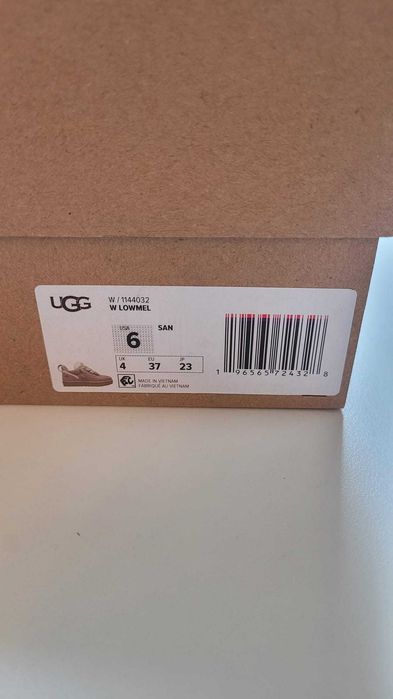 UGG
W / 1144032
W LOWMEL
USA
6
SAN
UK EU JP
4 37 23
MADE IN VIETNAM
FABRIQUÉ AU VIETNAM
1 96565 72432 8